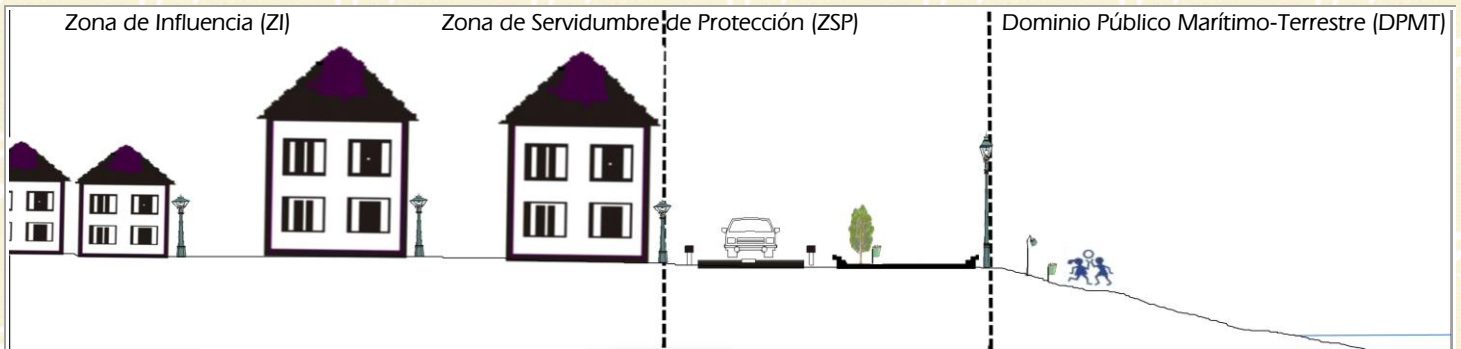 Zona de Influencia (ZI)
Zona de Servidumbre de Protección (ZSP)
Dominio Público Marítimo-Terrestre (DPMT)